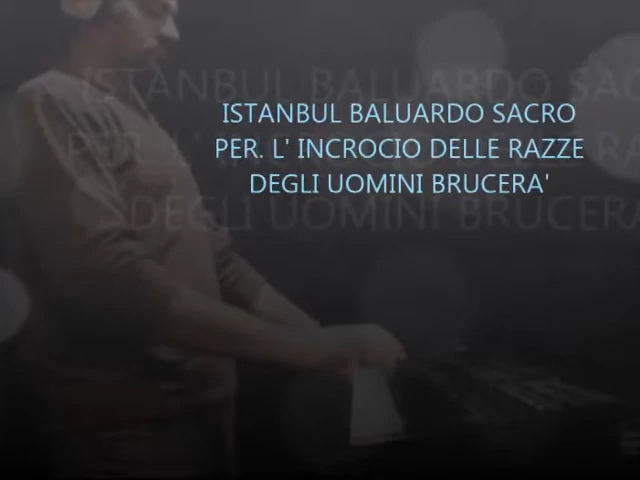 ISTANBUL BALUARDO SACRO
PER. L' INCROCIO DELLE RAZZE
DEGLI UOMINI BRUCERA'